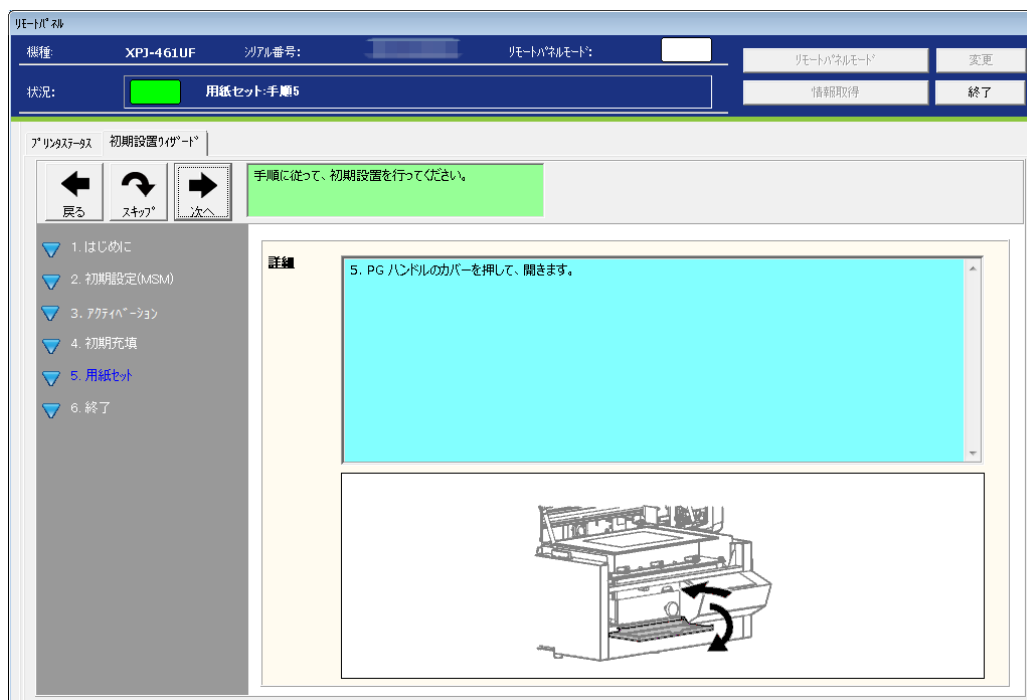 ﾘﾓｰﾄﾊﾟﾈﾙ
機種: XPJ-461UF ｼﾘｱﾙ番号: ﾘﾓｰﾄﾊﾟﾈﾙﾓｰﾄﾞ:
ﾘﾓｰﾄﾊﾟﾈﾙﾓｰﾄﾞ 変更
状況: 用紙セット:手順5
情報取得 終了
ﾌﾟﾘﾝﾀｽﾃｰﾀｽ 初期設置ｳｨｻﾞｰﾄﾞ
戻る ｽｷｯﾌﾟ 次へ
手順に従って、初期設置を行ってください。
1. はじめに
2. 初期設定(MSM)
3. ｱｸﾃｨﾍﾞｰｼｮﾝ
4. 初期充填
5. 用紙ｾｯﾄ
6. 終了
詳細
5. PG ハンドルのカバーを押して、開きます。